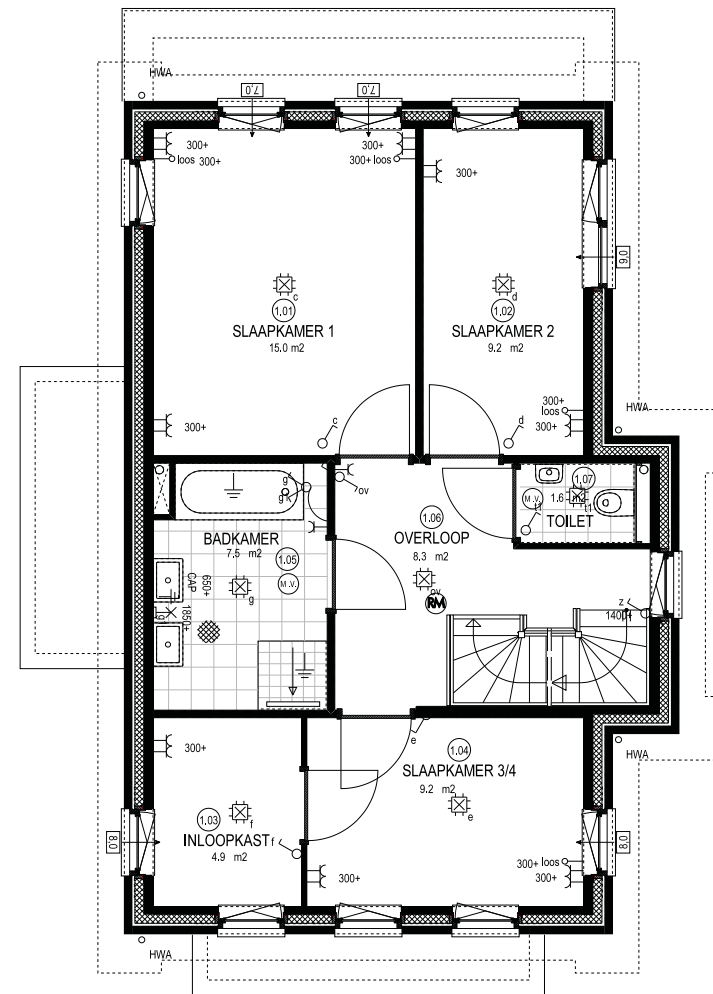 HWA
7,0
7,0
300+
loos 300+
300+
300+ loos
300+
0,6
c
1.01
SLAAPKAMER 1
15.0 m2
d
1.02
SLAAPKAMER 2
9.2 m2
300+
c
d
300+
loos
300+
HWA
g
g
ov
1.06
OVERLOOP
8,3 m2
ov
RM
M.V.
1.07
1.6 m2
t1
t1
TOILET
BADKAMER
7.5 m2
1.05
M.V.
g
650+
CAP
1850+
g
z
1400+
e
300+
1.03
f
INLOOPKAST
f
4.9 m2
1.04
SLAAPKAMER 3/4
9.2 m2
e
HWA
8,0
8,0
300+
300+ loos
300+
HWA